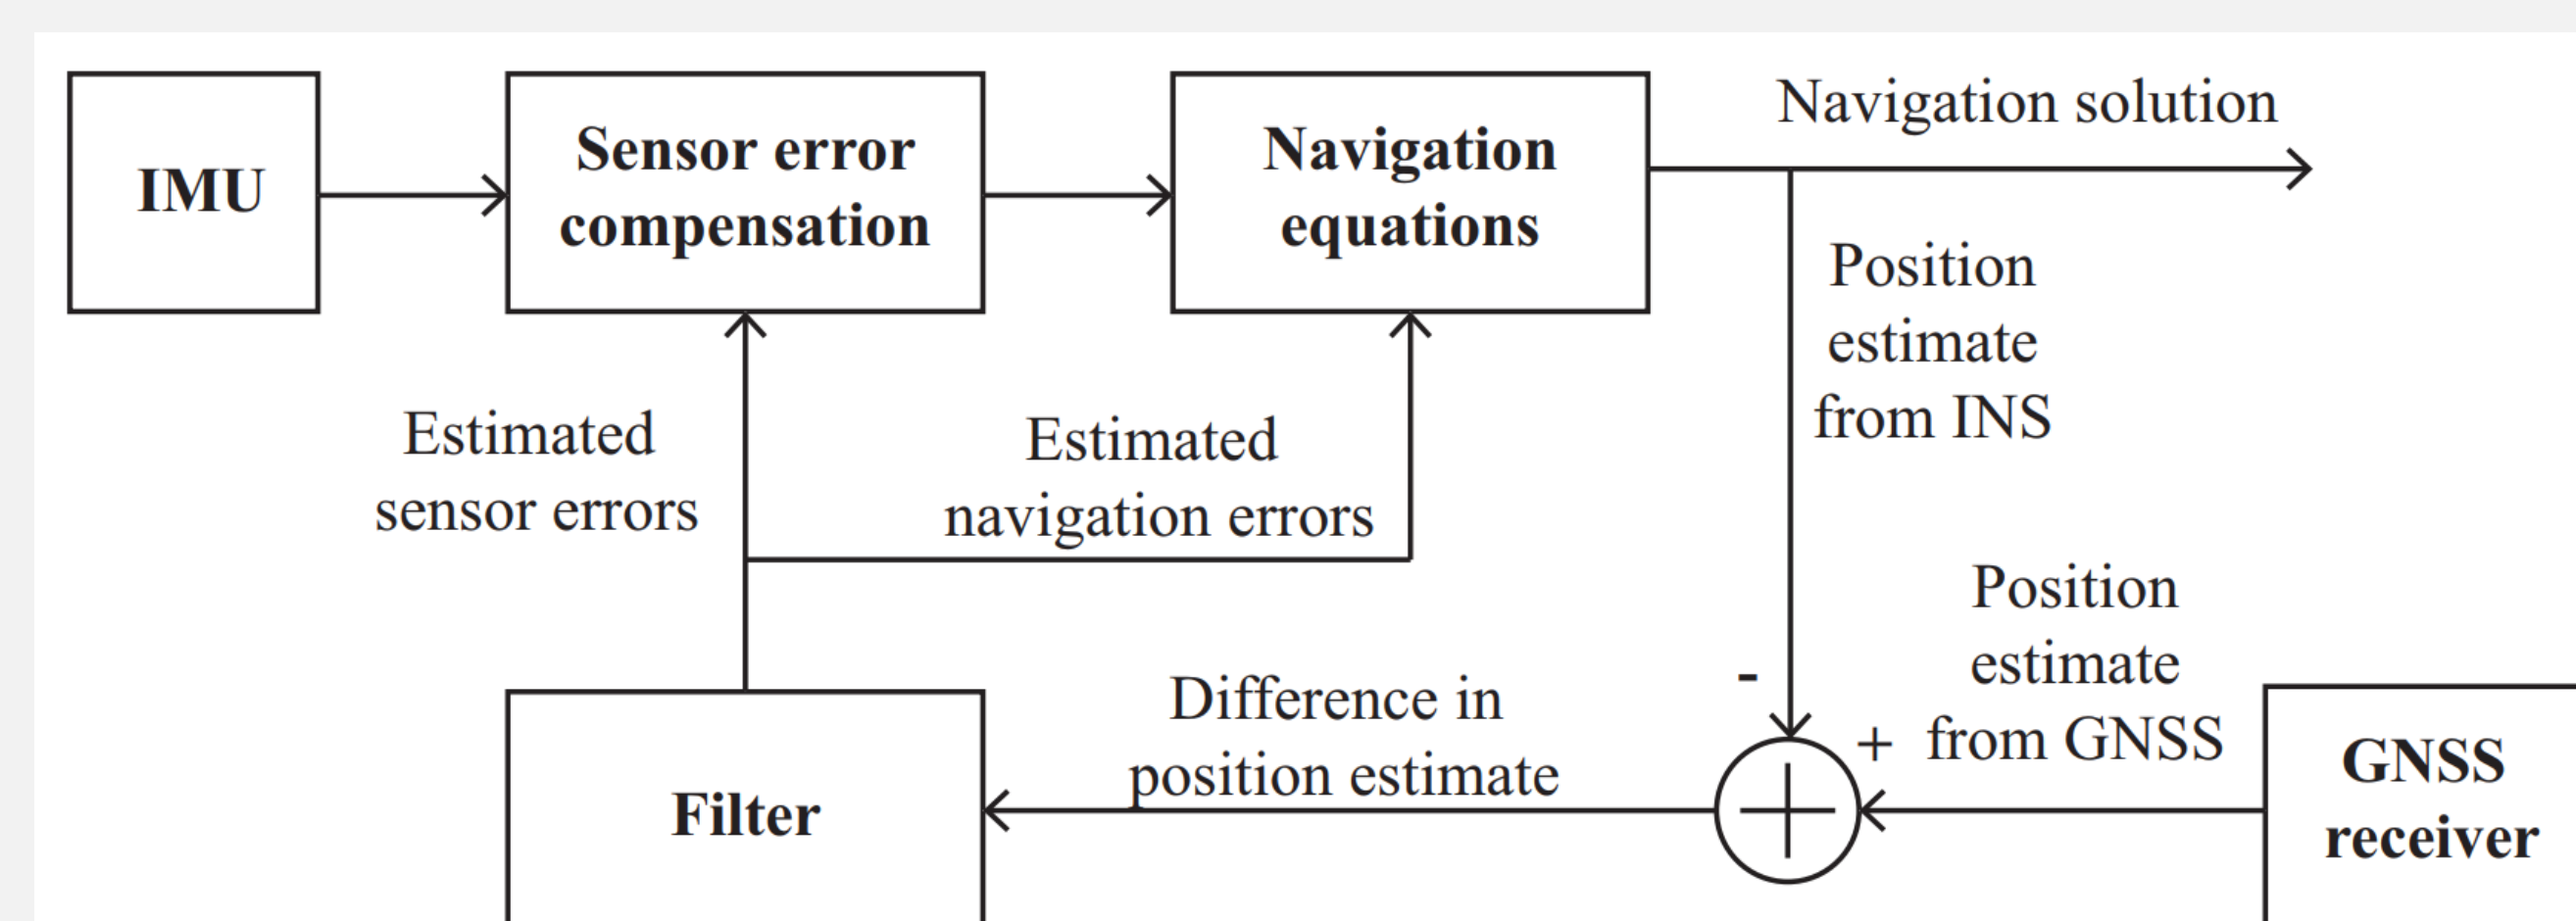 IMU
Sensor error
compensation
Navigation
equations
Navigation solution
Position
estimate
from INS
Estimated
sensor errors
Estimated
navigation errors
Position
estimate
from GNSS
-
+
Difference in
position estimate
Filter
GNSS
receiver